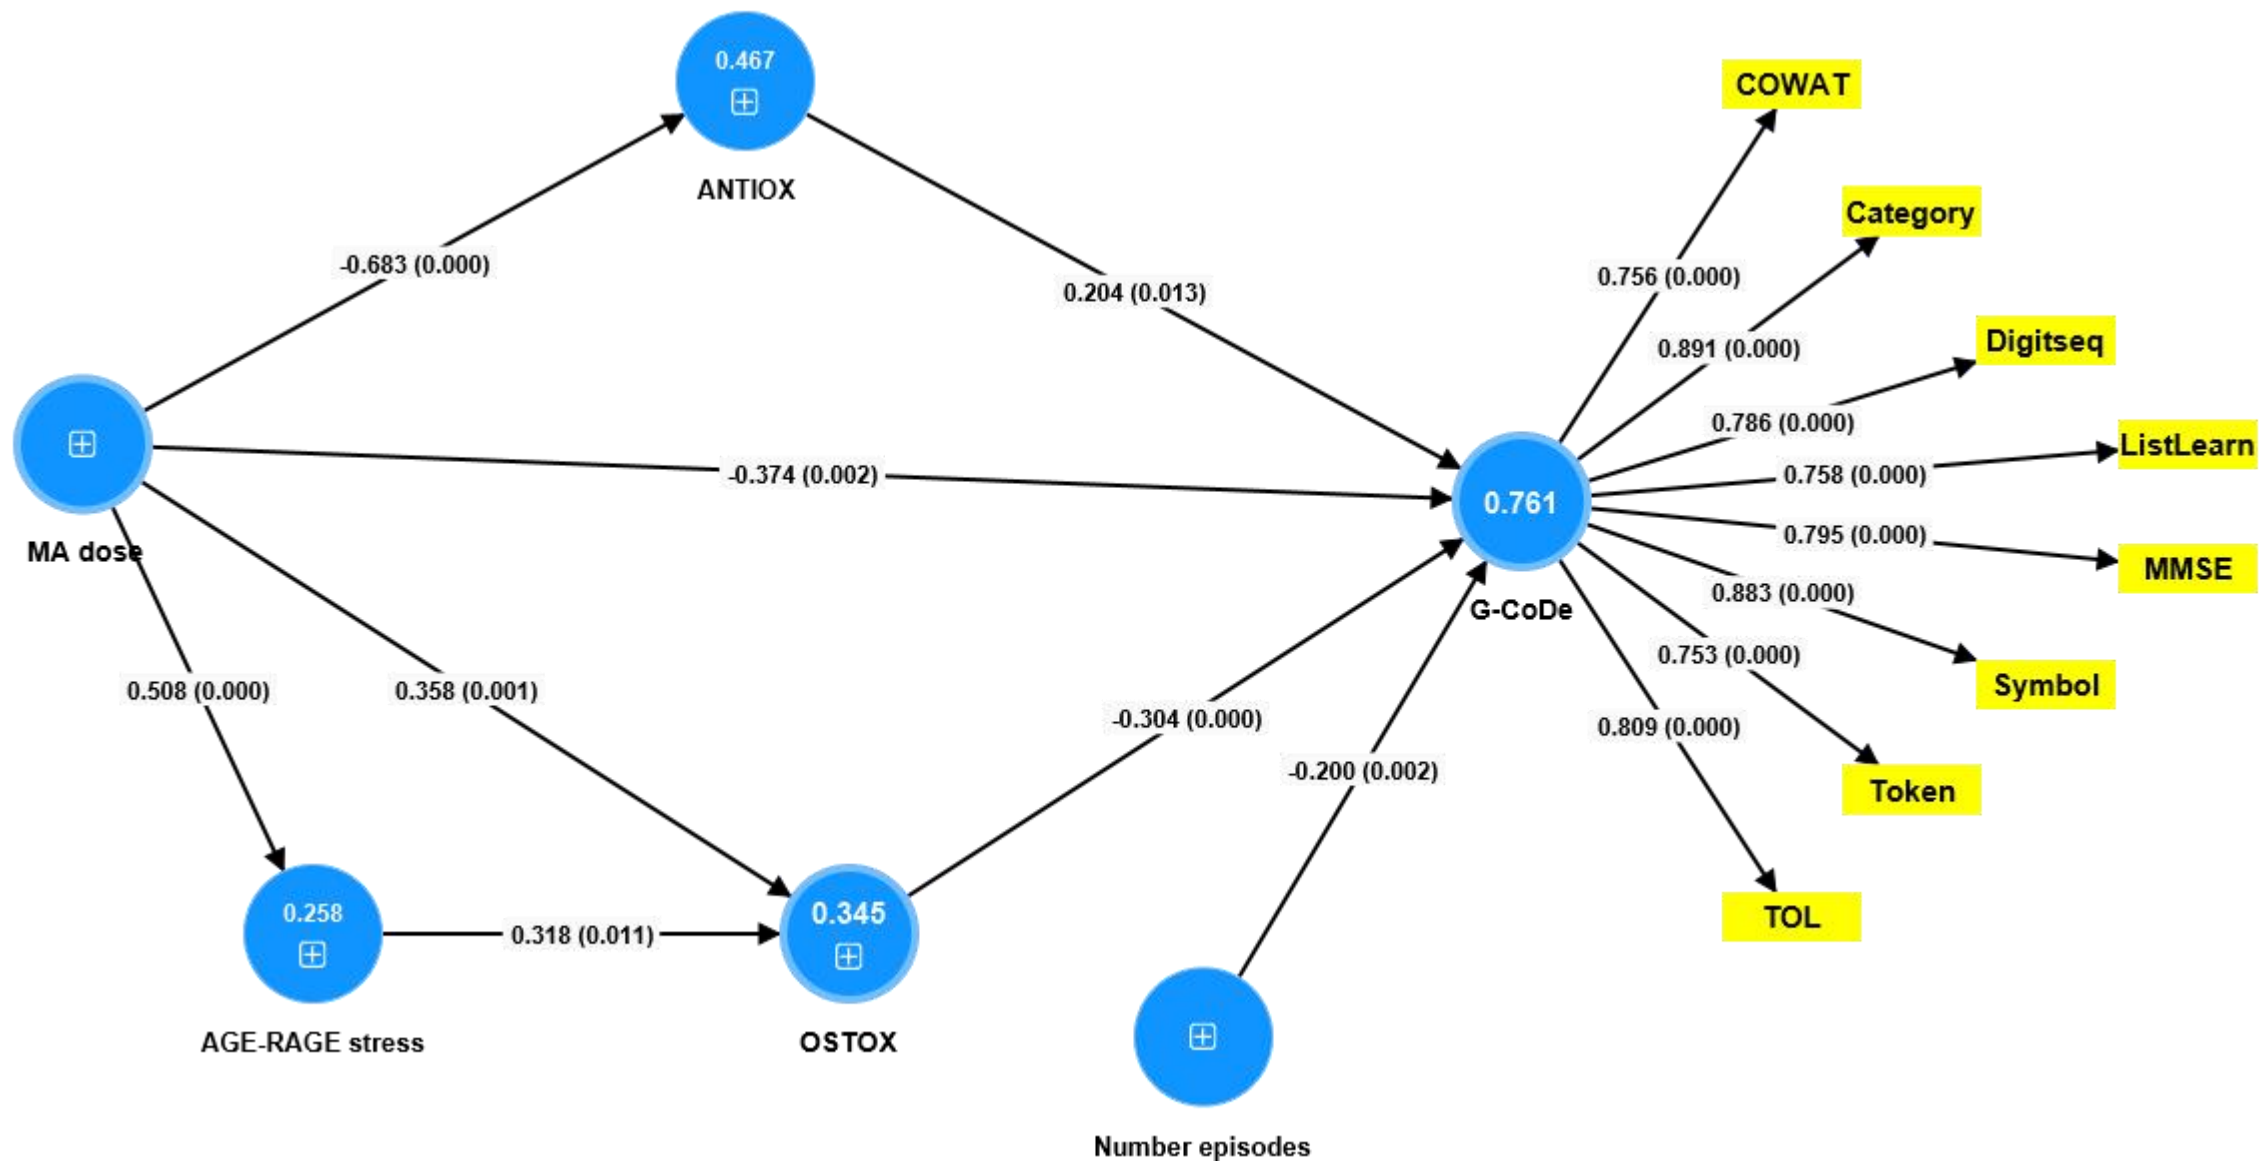 0.467
ANTIOX
COWAT
Category
-0.683 (0.000)
0.204 (0.013)
0.756 (0.000)
0.891 (0.000)
Digitseq
0.786 (0.000)
ListLearn
-0.374 (0.002)
0.758 (0.000)
0.761
0.795 (0.000)
MA dose
MMSE
G-CoDe
0.883 (0.000)
0.753 (0.000)
Symbol
0.508 (0.000)
0.358 (0.001)
-0.304 (0.000)
0.809 (0.000)
-0.200 (0.002)
Token
0.258
0.345
TOL
0.318 (0.011)
AGE-RAGE stress
OSTOX
Number episodes